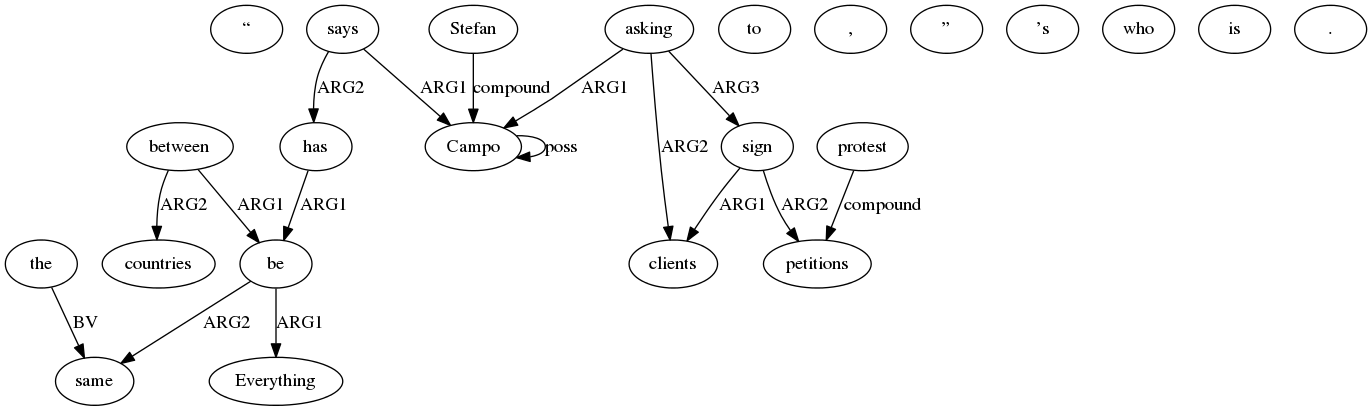 “ says Stefan asking to , ” ’s who is .
ARG2 ARG1 compound ARG1 ARG3
between has Campo poss sign protest
ARG2 ARG1 ARG1 ARG2 ARG1 ARG2 compound
the countries be clients petitions
BV ARG2 ARG1
same Everything